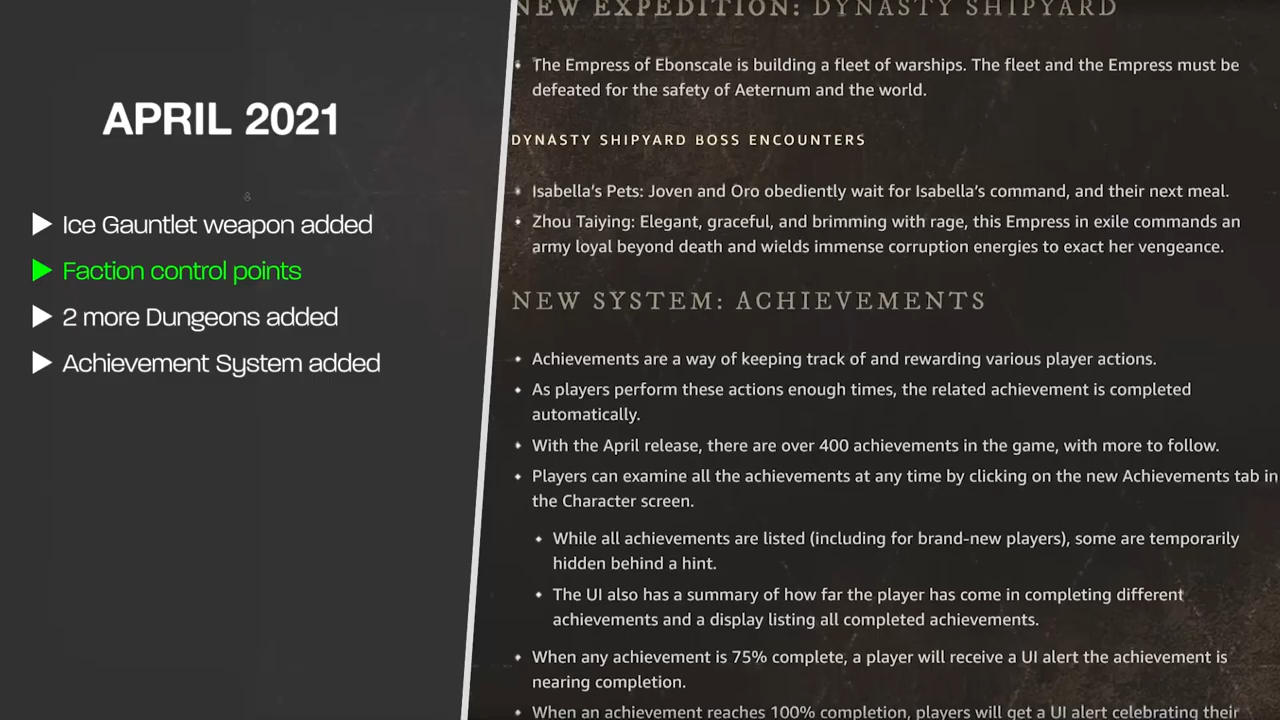 APRIL 2021
Ice Gauntlet weapon added
Faction control points
2 more Dungeons added
Achievement System added
NEW EXPEDITION: DYNASTY SHIPYARD
The Empress of Ebonscale is building a fleet of warships. The fleet and the Empress must be
defeated for the safety of Aeternum and the world.
DYNASTY SHIPYARD BOSS ENCOUNTERS
Isabella's Pets: Joven and Oro obediently wait for Isabella's command, and their next meal.
Zhou Taiying: Elegant, graceful, and brimming with rage, this Empress in exile commands an
army loyal beyond death and wields immense corruption energies to exact her vengeance.
NEW SYSTEM: ACHIEVEMENTS
Achievements are a way of keeping track of and rewarding various player actions.
As players perform these actions enough times, the related achievement is completed
automatically.
With the April release, there are over 400 achievements in the game, with more to follow.
Players can examine all the achievements at any time by clicking on the new Achievements tab in
the Character screen.
While all achievements are listed (including for brand-new players), some are temporarily
hidden behind a hint.
The UI also has a summary of how far the player has come in completing different
achievements and a display listing all completed achievements.
When any achievement is 75% complete, a player will receive a UI alert the achievement is
nearing completion.
When an achievement reaches 100% completion, players will get a UI alert celebrating their